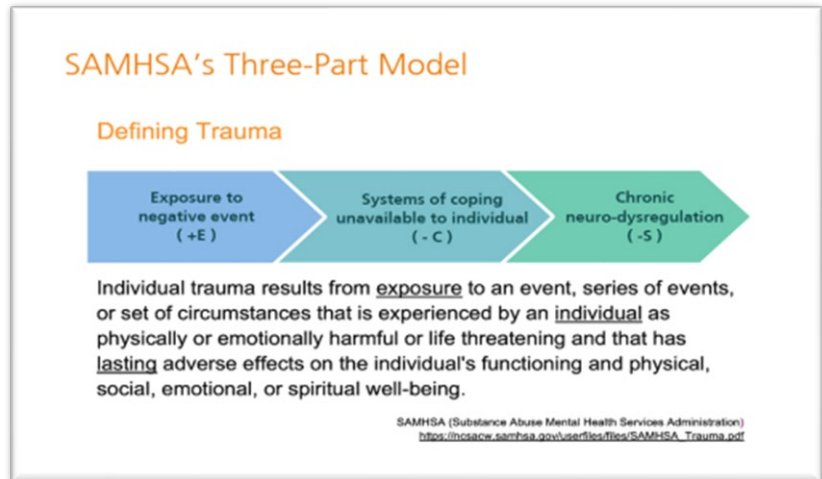 SAMHSA's Three-Part Model
Defining Trauma
Exposure to
negative event
( +E )
Systems of coping
unavailable to individual
( - C )
Chronic
neuro-dysregulation
( -S )
Individual trauma results from exposure to an event, series of events,
or set of circumstances that is experienced by an individual as
physically or emotionally harmful or life threatening and that has
lasting adverse effects on the individual's functioning and physical,
social, emotional, or spiritual well-being.
SAMHSA (Substance Abuse Mental Health Services Administration)
https://ncsacw.samhsa.gov/userfiles/files/SAMHSA_Trauma.pdf